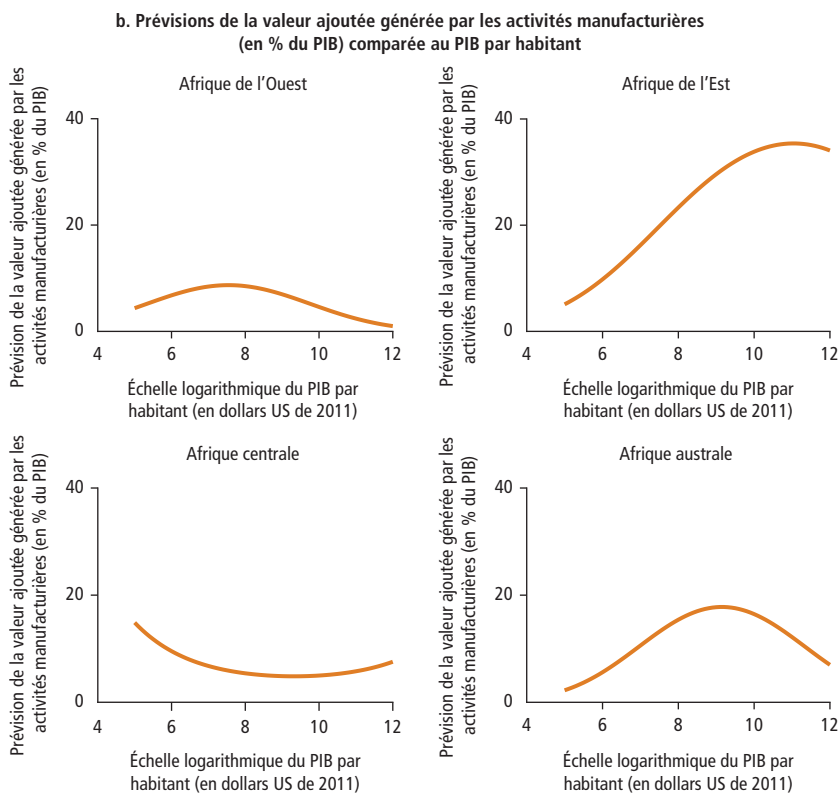 b. Prévisions de la valeur ajoutée générée par les activités manufacturières
(en % du PIB) comparée au PIB par habitant
Afrique de l’Ouest
Prévision de la valeur ajoutée générée par les
activités manufacturières (en % du PIB)
40
20
0
4 6 8 10 12
Échelle logarithmique du PIB par
habitant (en dollars US de 2011)
Afrique de l’Est
Prévision de la valeur ajoutée générée par les
activités manufacturières (en % du PIB)
40
20
0
4 6 8 10 12
Échelle logarithmique du PIB par
habitant (en dollars US de 2011)
Afrique centrale
Prévision de la valeur ajoutée générée par les
activités manufacturières (en % du PIB)
40
20
0
4 6 8 10 12
Échelle logarithmique du PIB par
habitant (en dollars US de 2011)
Afrique australe
Prévision de la valeur ajoutée générée par les
activités manufacturières (en % du PIB)
40
20
0
4 6 8 10 12
Échelle logarithmique du PIB par
habitant (en dollars US de 2011)